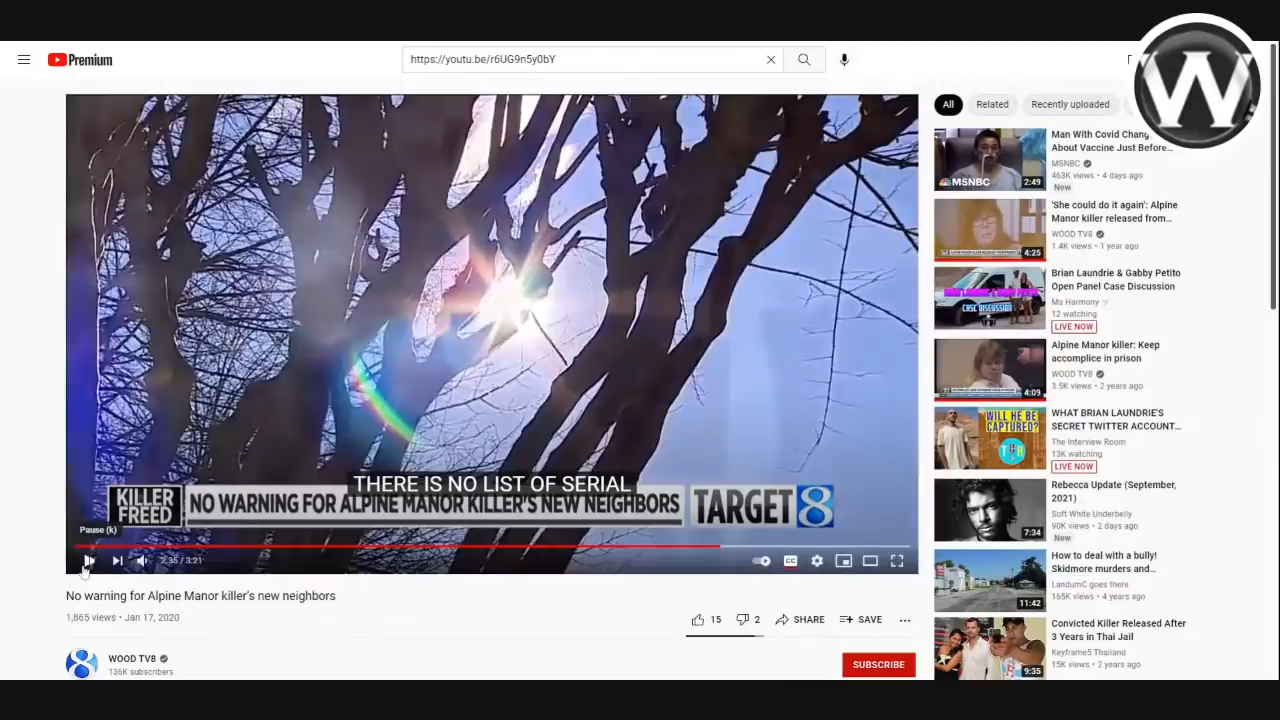 Premium
https://youtu.be/r6UG9n5y0bY
W
All
Related
Recently uploaded
THERE IS NO LIST OF SERIAL
KILLER
FREED
NO WARNING FOR ALPINE MANOR KILLER'S NEW NEIGHBORS
TARGET 8
Pause (k)
2:35 / 3:21
CC
No warning for Alpine Manor killer's new neighbors
1,865 views • Jan 17, 2020
15
2
SHARE
SAVE
WOOD TV8
136K subscribers
SUBSCRIBE
Man With Covid Chang
About Vaccine Just Before...
MSNBC
463K views • 4 days ago
New
MSNBC
2:49
'She could do it again': Alpine
Manor killer released from...
WOOD TV8
1.4K views • 1 year ago
4:25
Brian Laundrie & Gabby Petito
Open Panel Case Discussion
Ms Harmony
12 watching
LIVE NOW
CASE DISCUSSION
Alpine Manor killer: Keep
accomplice in prison
WOOD TV8
3.5K views • 2 years ago
4:09
WHAT BRIAN LAUNDRIE'S
SECRET TWITTER ACCOUNT...
The Interview Room
13K watching
LIVE NOW
WILL HE BE
CAPTURED?
Rebecca Update (September,
2021)
Soft White Underbelly
90K views • 2 days ago
New
7:34
How to deal with a bully!
Skidmore murders and...
LandumC goes there
165K views • 4 years ago
11:42
Convicted Killer Released After
3 Years in Thai Jail
Keyframe5 Thailand
15K views • 2 years ago
9:35